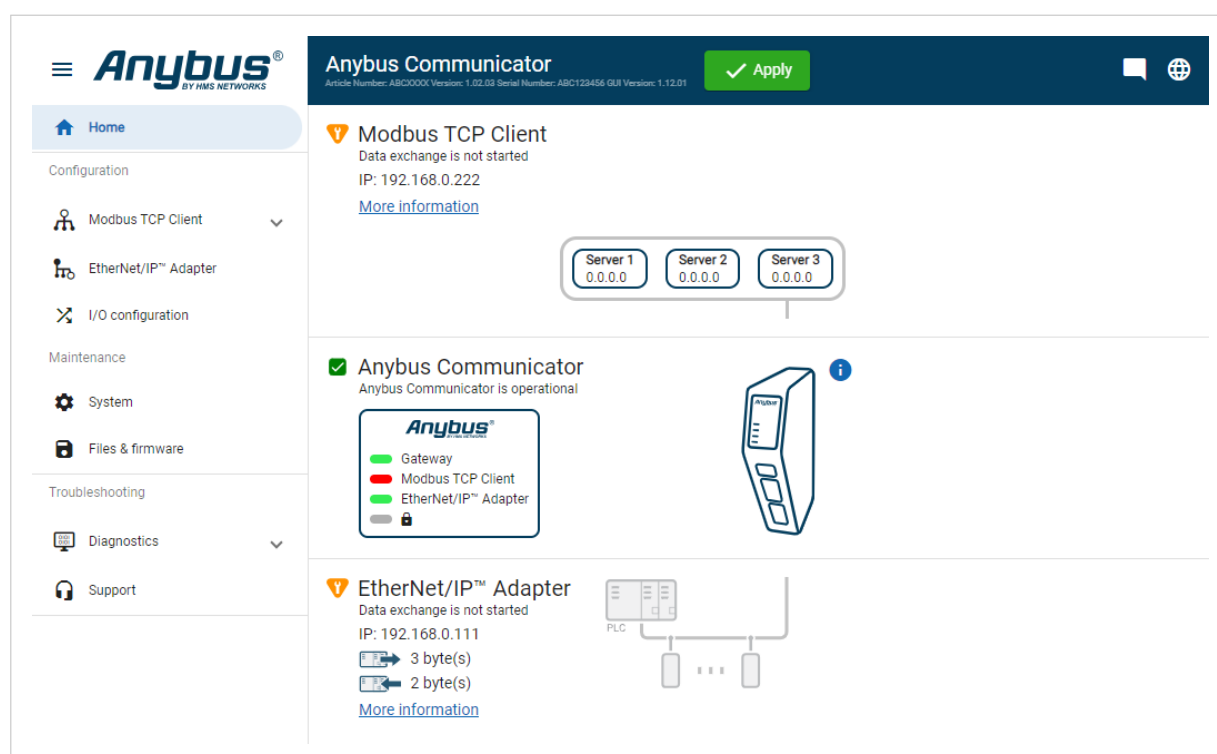 Anybus®
BY HMS NETWORKS
Home
Configuration
Modbus TCP Client
EtherNet/IP™ Adapter
I/O configuration
Maintenance
System
Files & firmware
Troubleshooting
Diagnostics
Support
Anybus Communicator
Article Number: ABCXXXX Version: 1.02.03 Serial Number: ABC123456 GUI Version: 1.12.01
Apply
Modbus TCP Client
Data exchange is not started
IP: 192.168.0.222
More information
Server 1
0.0.0.0
Server 2
0.0.0.0
Server 3
0.0.0.0
Anybus Communicator
Anybus Communicator is operational
Anybus®
BY HMS NETWORKS
Gateway
Modbus TCP Client
EtherNet/IP™ Adapter
Anybus
EtherNet/IP™ Adapter
Data exchange is not started
IP: 192.168.0.111
3 byte(s)
2 byte(s)
More information
PLC